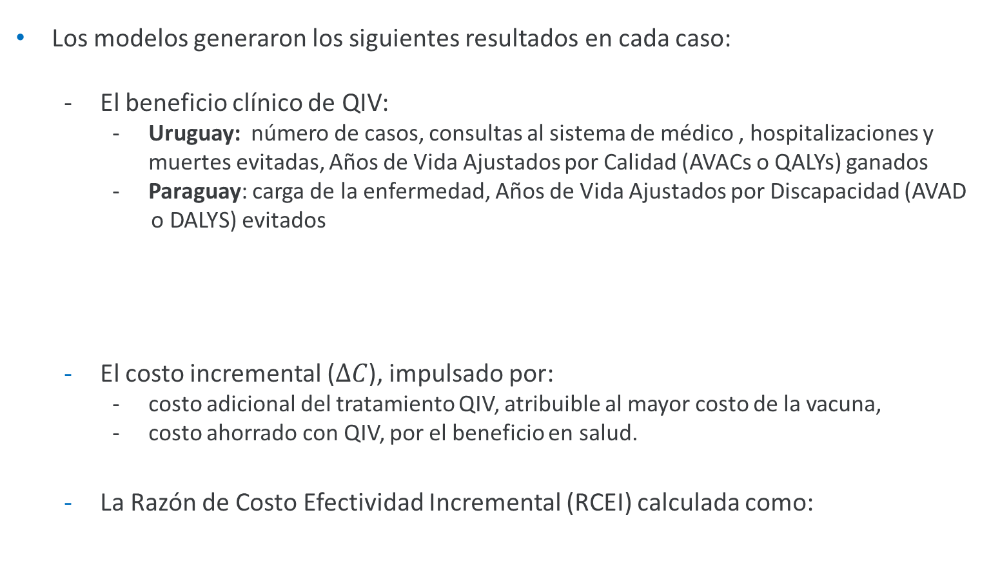 • Los modelos generaron los siguientes resultados en cada caso:
- El beneficio clínico de QIV:
- Uruguay: número de casos, consultas al sistema de médico , hospitalizaciones y
muertes evitadas, Años de Vida Ajustados por Calidad (AVACs o QALYs) ganados
- Paraguay: carga de la enfermedad, Años de Vida Ajustados por Discapacidad (AVAD
o DALYS) evitados
- El costo incremental (Δ𝐶), impulsado por:
- costo adicional del tratamiento QIV, atribuible al mayor costo de la vacuna,
- costo ahorrado con QIV, por el beneficio en salud.
- La Razón de Costo Efectividad Incremental (RCEI) calculada como: